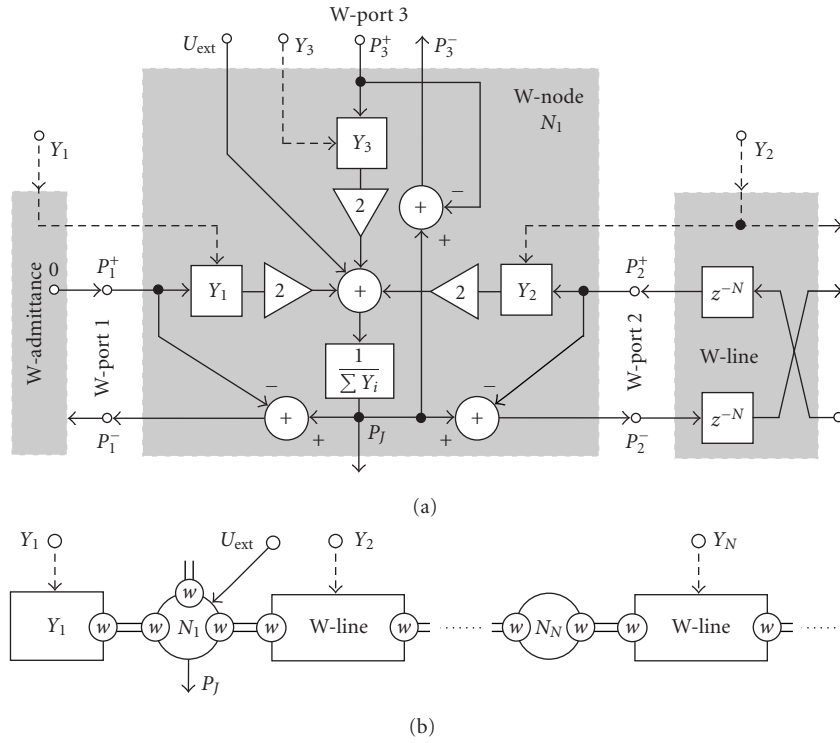 W-port 3
U_ext Y_3 P_3^+ P_3^-
W-node
N_1
Y_1
Y_2
Y_3
−
2
+
+
W-admittance
0
P_1^+
Y_1
2
+
2
Y_2
P_2^+
z^{-N}
W-port 1
1
∑ Y_i
W-port 2
W-line
−
+
+
−
+
+
z^{-N}
P_1^-
P_J
P_2^-
(a)
Y_1 U_ext Y_2 Y_N
w
Y_1 w w N_1 w w W-line w ······ w N_N w w W-line w ······
P_J
(b)